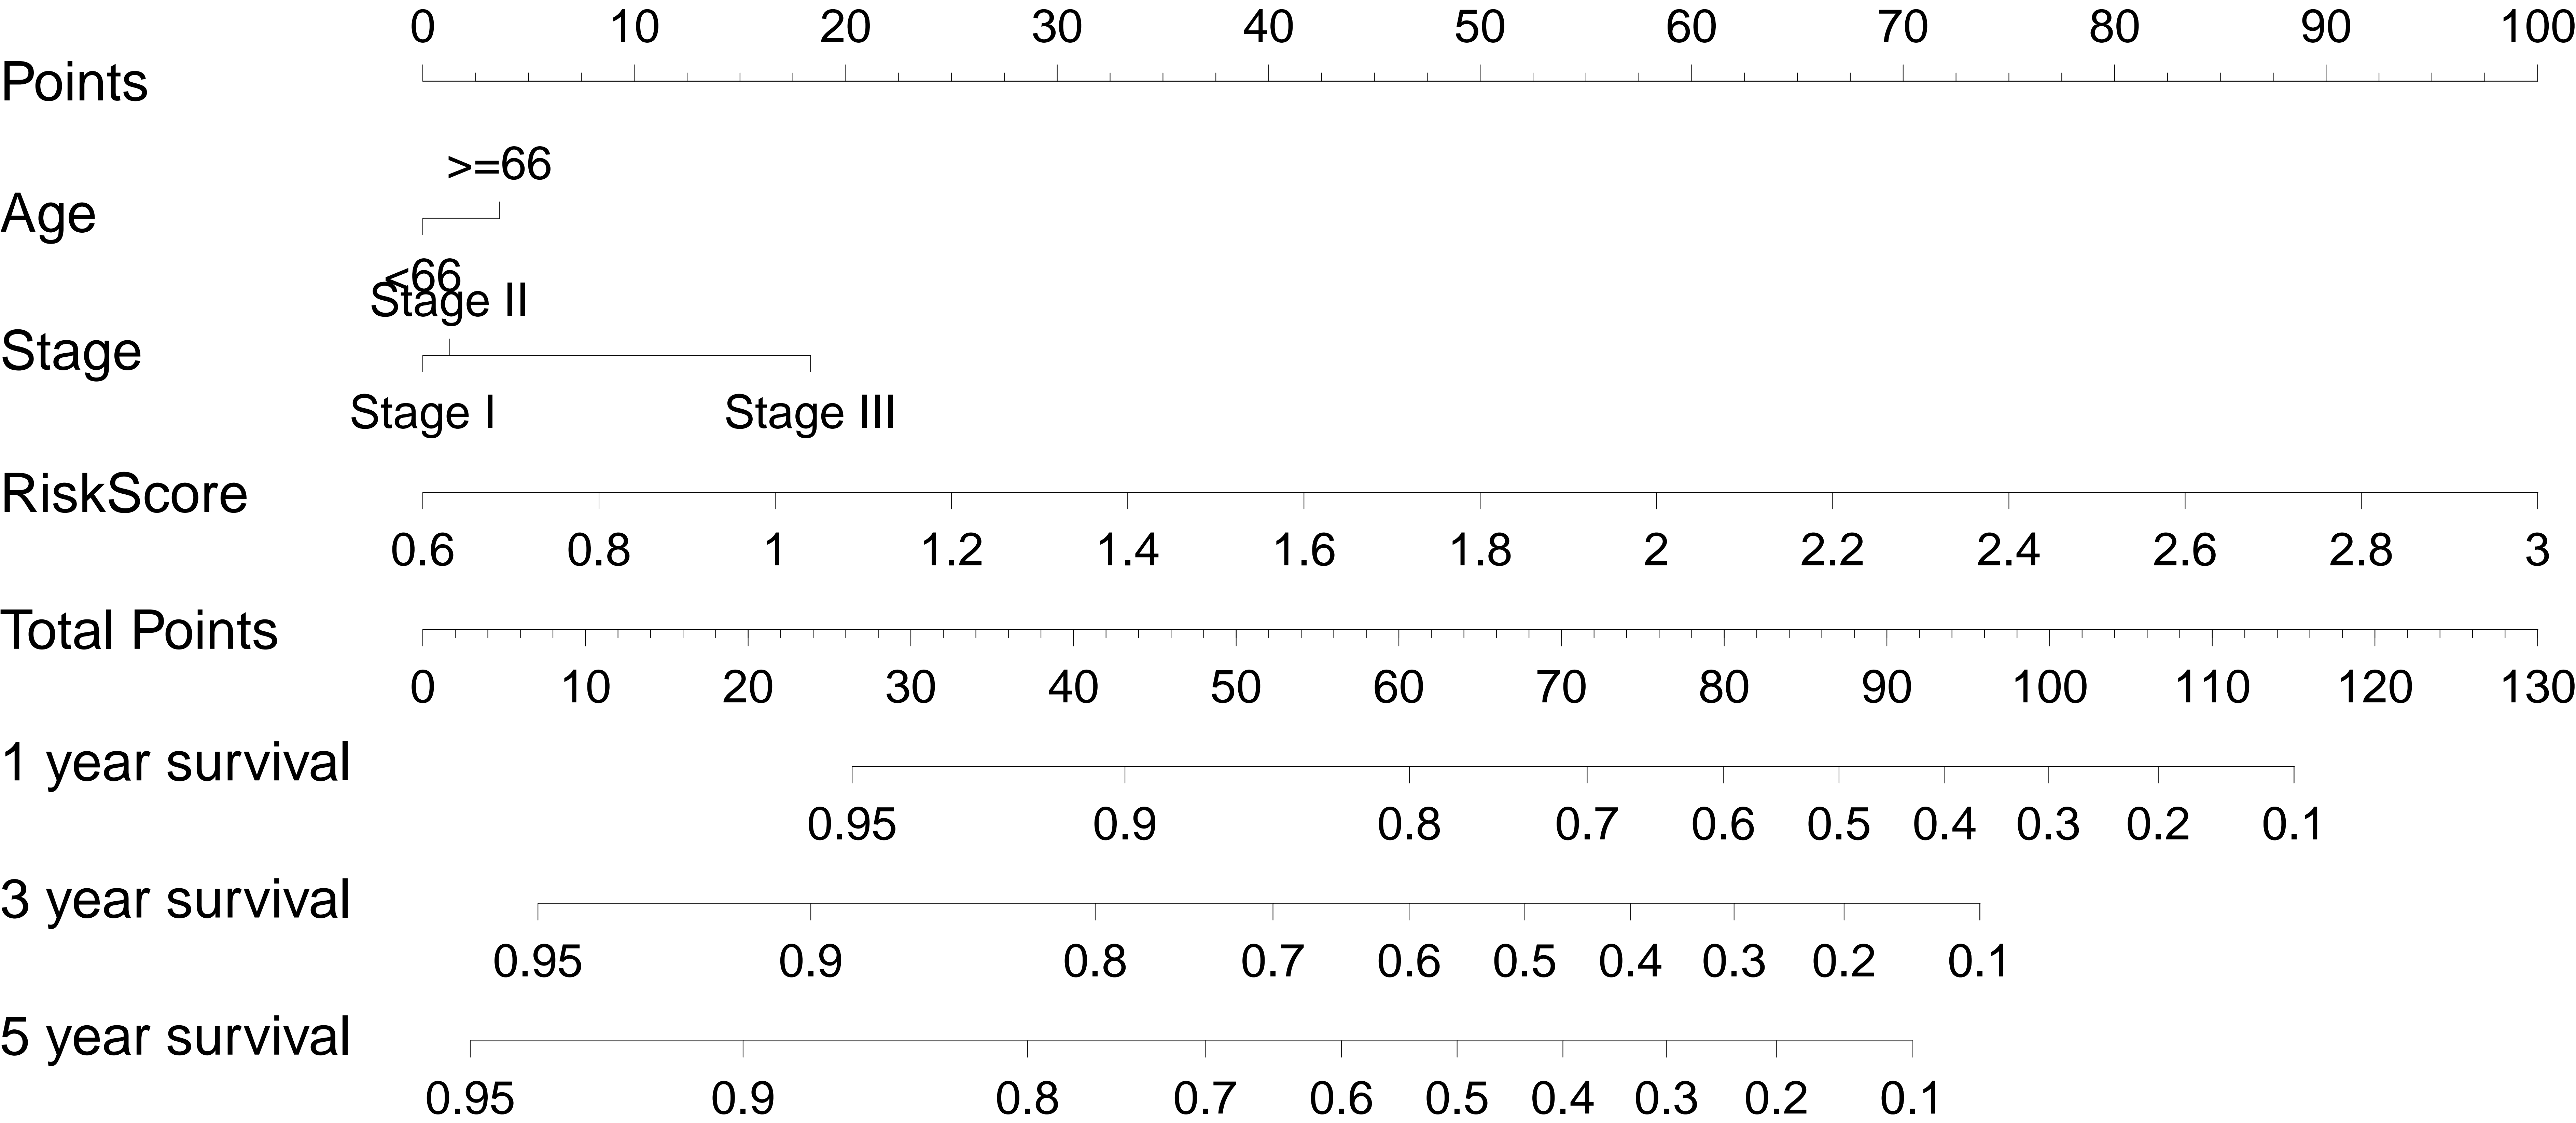 0 10 20 30 40 50 60 70 80 90 100
Points
>=66
Age
<66
Stage II
Stage
Stage I Stage III
RiskScore
0.6 0.8 1 1.2 1.4 1.6 1.8 2 2.2 2.4 2.6 2.8 3
Total Points
0 10 20 30 40 50 60 70 80 90 100 110 120 130
1 year survival
0.95 0.9 0.8 0.7 0.6 0.5 0.4 0.3 0.2 0.1
3 year survival
0.95 0.9 0.8 0.7 0.6 0.5 0.4 0.3 0.2 0.1
5 year survival
0.95 0.9 0.8 0.7 0.6 0.5 0.4 0.3 0.2 0.1